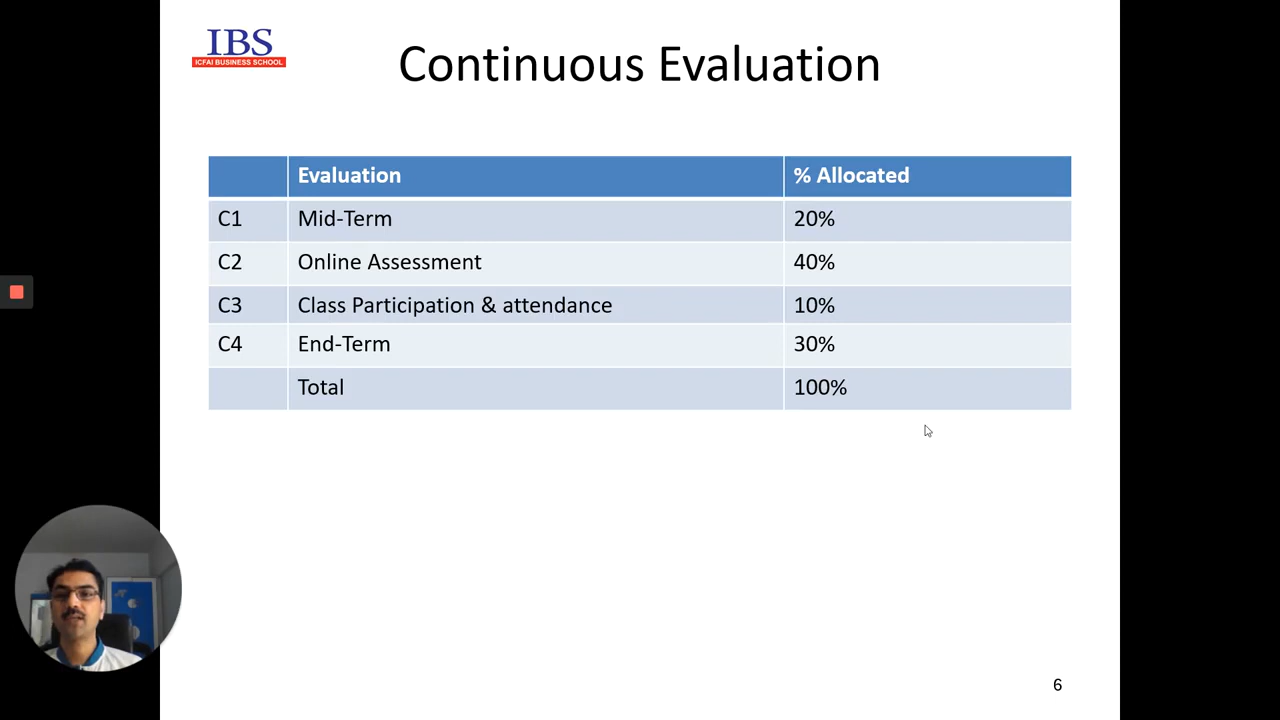 IBS
ICFAI BUSINESS SCHOOL
Continuous Evaluation
Evaluation % Allocated
C1 Mid-Term 20%
C2 Online Assessment 40%
C3 Class Participation & attendance 10%
C4 End-Term 30%
Total 100%
6